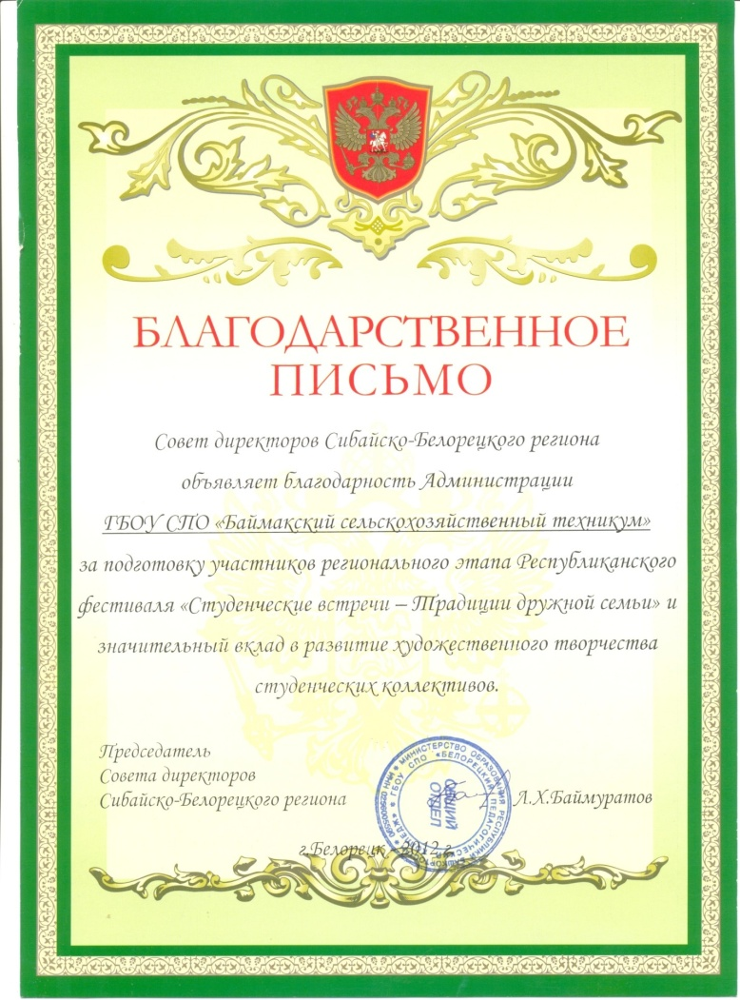 БЛАГОДАРСТВЕННОЕ
ПИСЬМО
Совет директоров Сибайско-Белорецкого региона
объявляет благодарность Администрации
ГБОУ СПО «Баймакский сельскохозяйственный техникум»
за подготовку участников регионального этапа Республиканского
фестиваля «Студенческие встречи – Традиции дружной семьи» и
значительный вклад в развитие художественного творчества
студенческих коллективов.
Председатель
Совета директоров
Сибайско-Белорецкого региона
Л.Х.Баймуратов
МИНИСТЕРСТВО ОБРАЗОВАНИЯ РЕСПУБЛИКИ
ГБОУ СПО «БЕЛОРЕЦКИЙ ПЕДАГОГИЧЕСКИЙ
ОБЩИЙ
ОТДЕЛ
г.Белорецк - 2012 г.